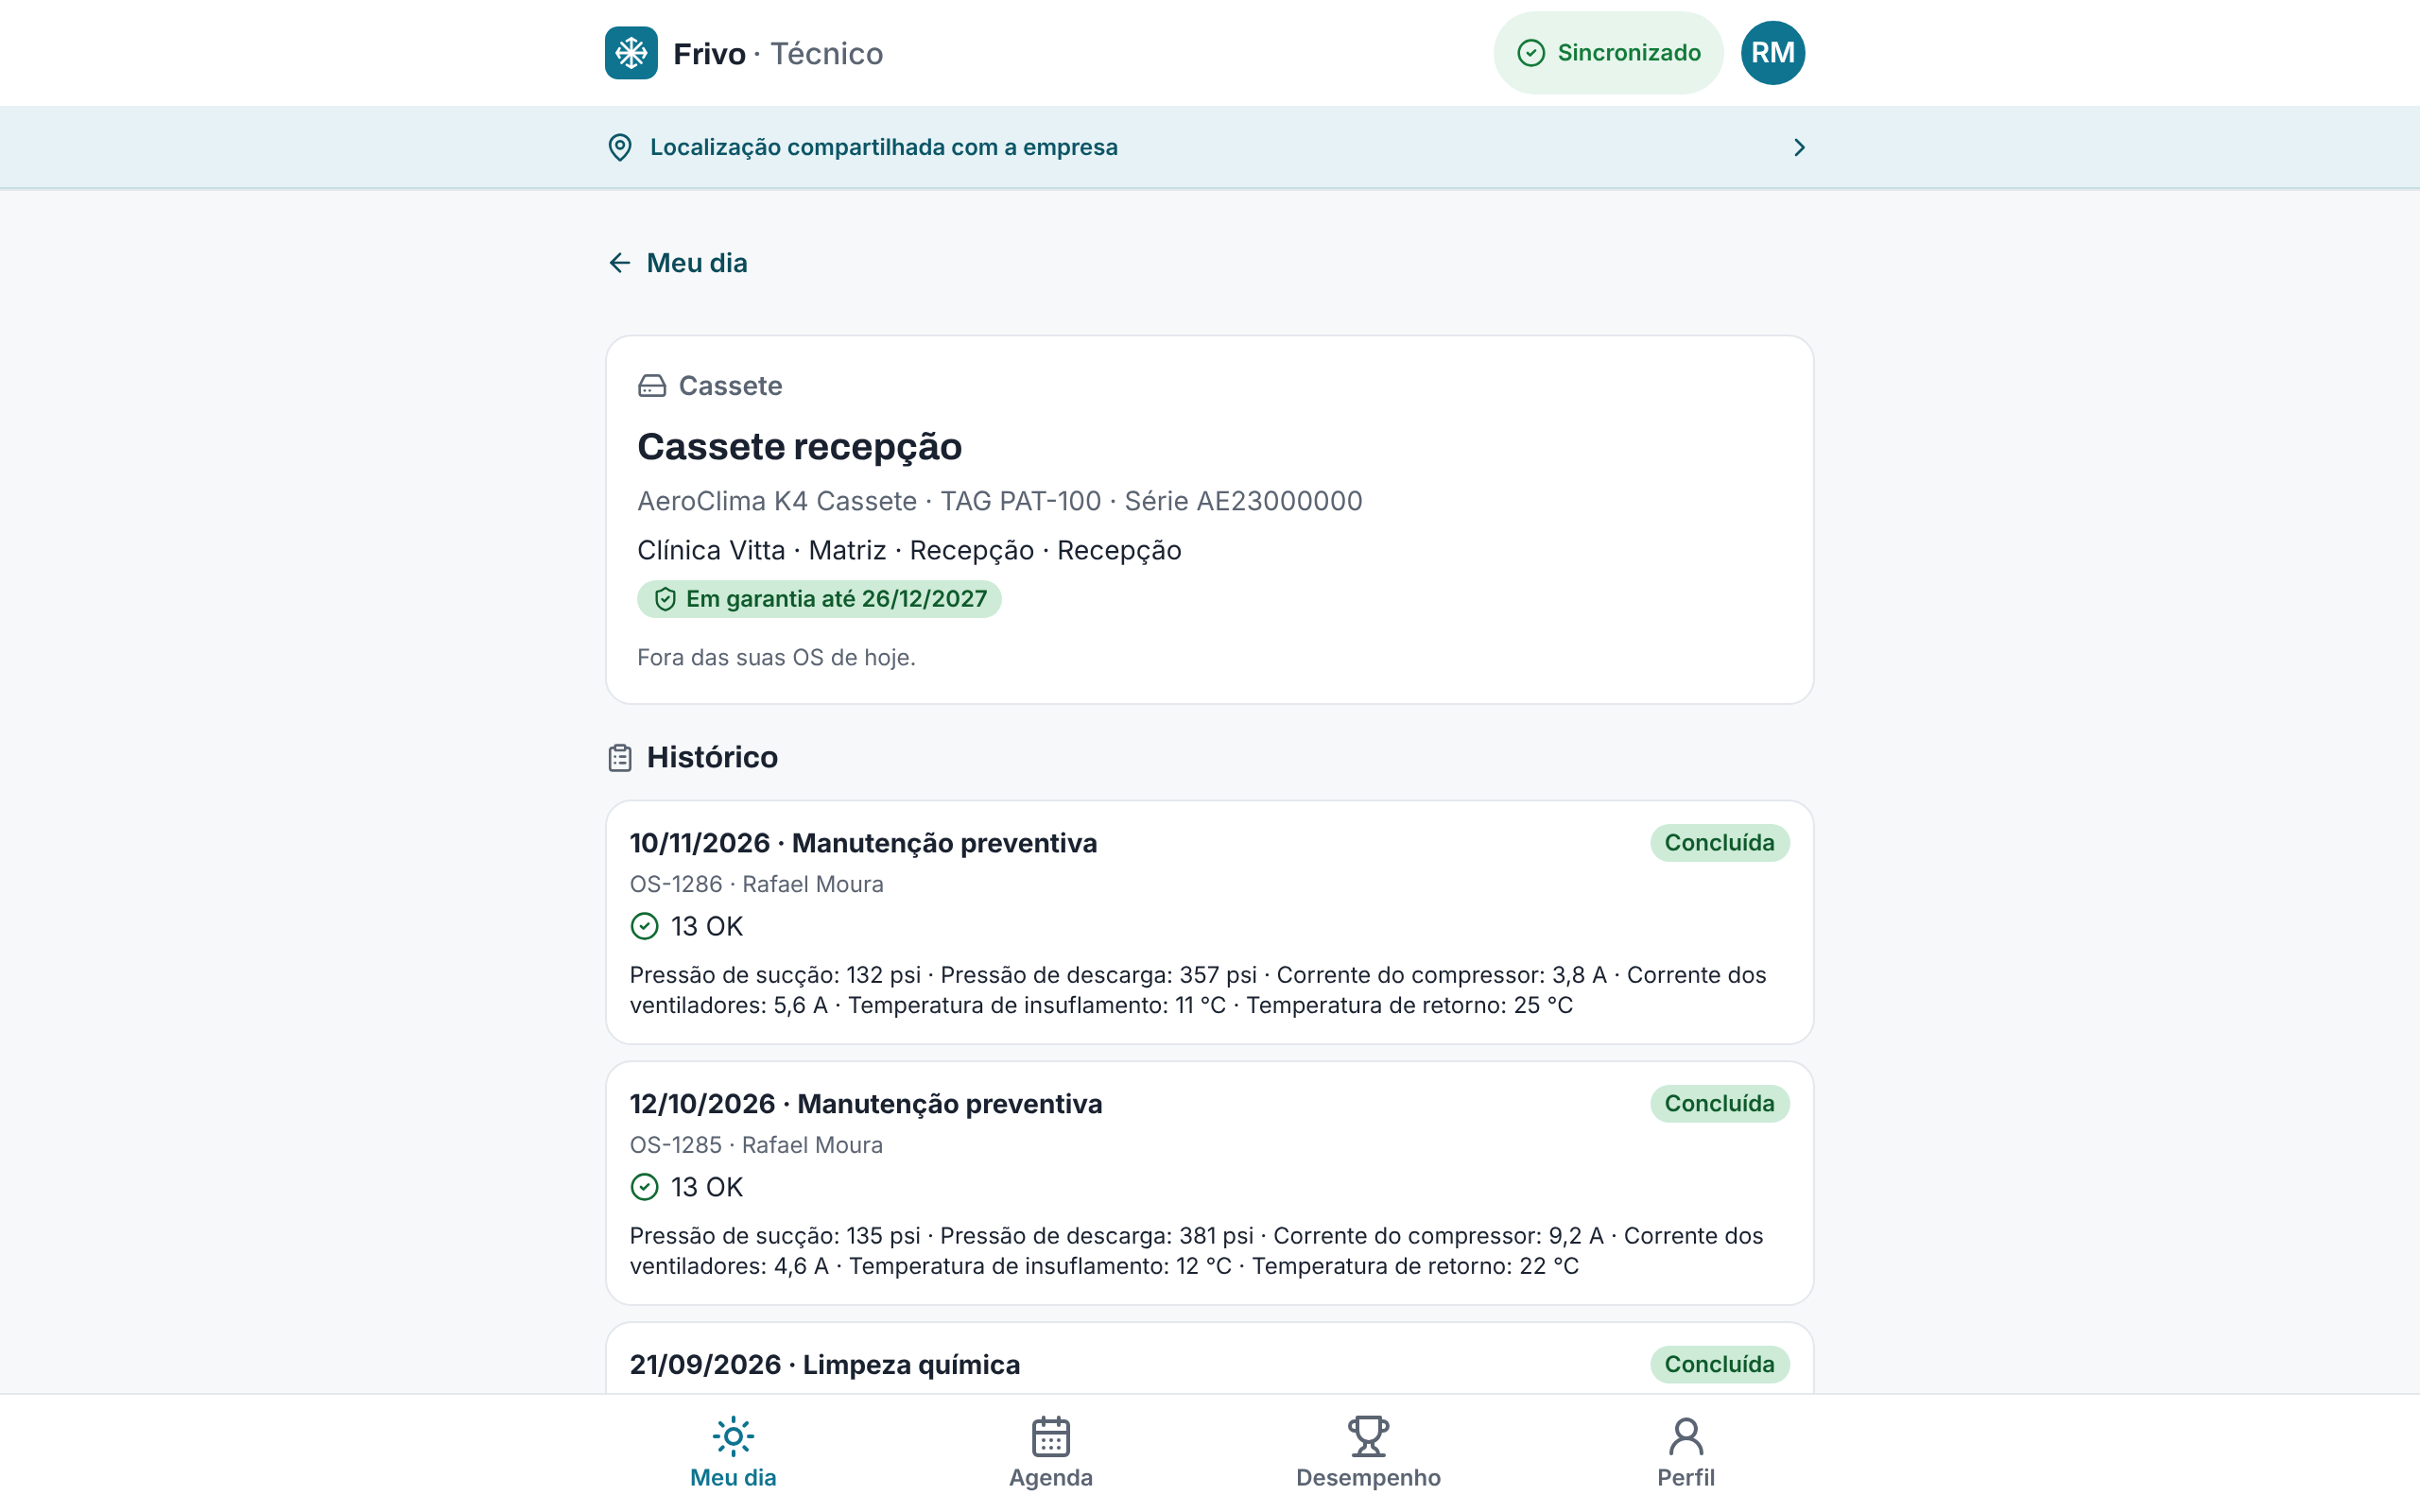 Frivo · Técnico
Sincronizado
RM
Localização compartilhada com a empresa
Meu dia
Cassete
Cassete recepção
AeroClima K4 Cassete · TAG PAT-100 · Série AE23000000
Clínica Vitta · Matriz · Recepção · Recepção
Em garantia até 26/12/2027
Fora das suas OS de hoje.
Histórico
10/11/2026 · Manutenção preventiva
Concluída
OS-1286 · Rafael Moura
13 OK
Pressão de sucção: 132 psi · Pressão de descarga: 357 psi · Corrente do compressor: 3,8 A · Corrente dos
ventiladores: 5,6 A · Temperatura de insuflamento: 11 °C · Temperatura de retorno: 25 °C
12/10/2026 · Manutenção preventiva
Concluída
OS-1285 · Rafael Moura
13 OK
Pressão de sucção: 135 psi · Pressão de descarga: 381 psi · Corrente do compressor: 9,2 A · Corrente dos
ventiladores: 4,6 A · Temperatura de insuflamento: 12 °C · Temperatura de retorno: 22 °C
21/09/2026 · Limpeza química
Concluída
Meu dia
Agenda
Desempenho
Perfil